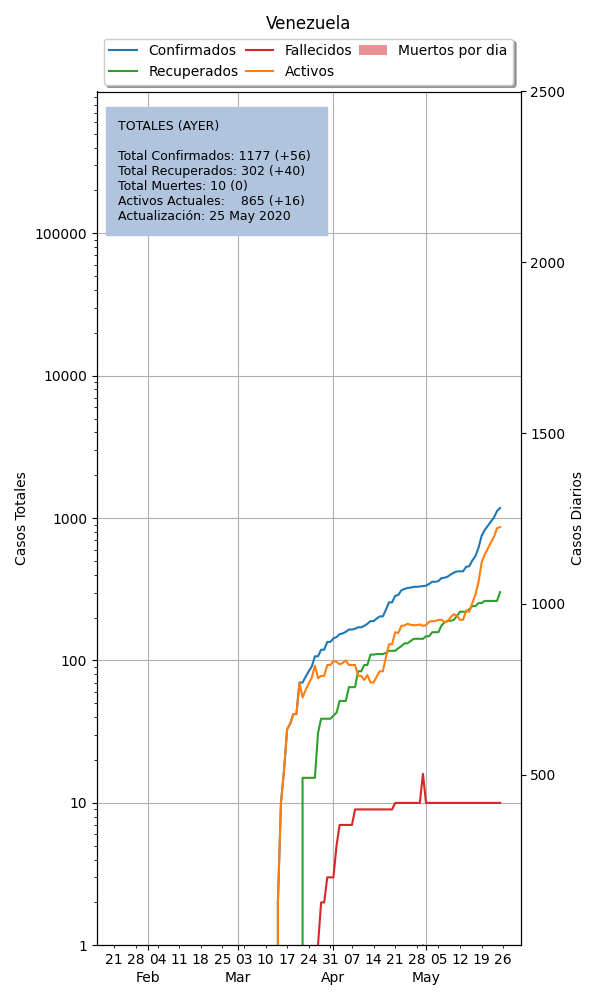 Venezuela
Confirmados Fallecidos Muertos por dia
Recuperados Activos
TOTALES (AYER)
Total Confirmados: 1177 (+56)
Total Recuperados: 302 (+40)
Total Muertes: 10 (0)
Activos Actuales: 865 (+16)
Actualización: 25 May 2020
Casos Totales
100000
10000
1000
100
10
1
2500
2000
1500
1000
500
Casos Diarios
21 28 04 11 18 25 03 10 17 24 31 07 14 21 28 05 12 19 26
Feb Mar Apr May